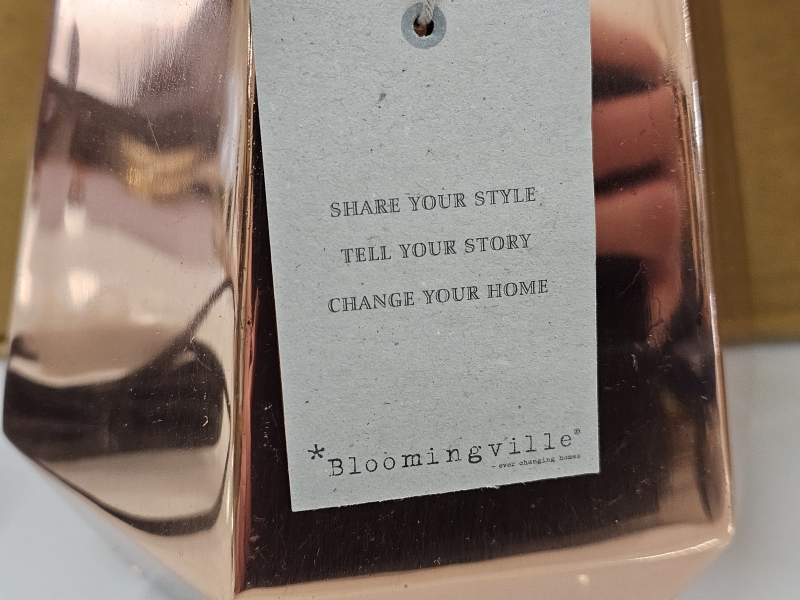 SHARE YOUR STYLE
TELL YOUR STORY
CHANGE YOUR HOME
*Bloomingville®
- ever changing homes